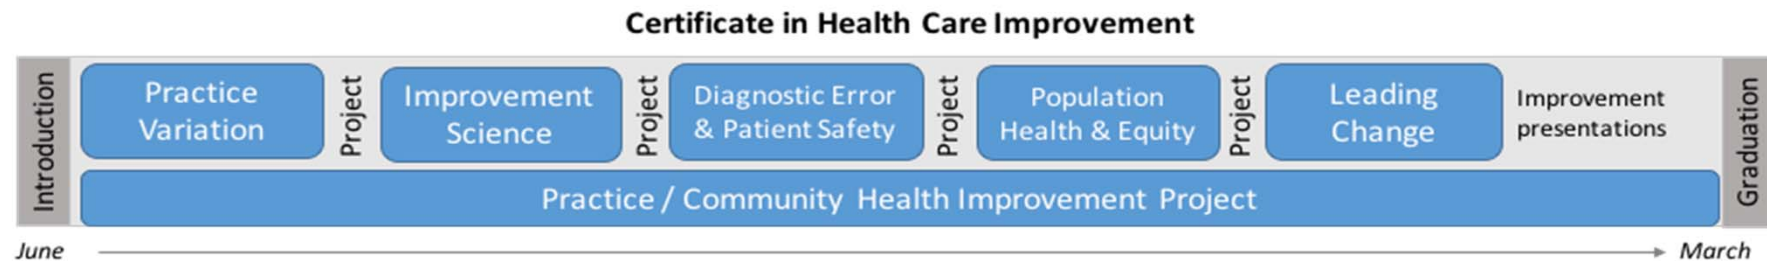 Certificate in Health Care Improvement
Introduction
Practice
Variation
Project
Improvement
Science
Project
Diagnostic Error
& Patient Safety
Project
Population
Health & Equity
Project
Leading
Change
Improvement
presentations
Graduation
Practice / Community Health Improvement Project
June
March